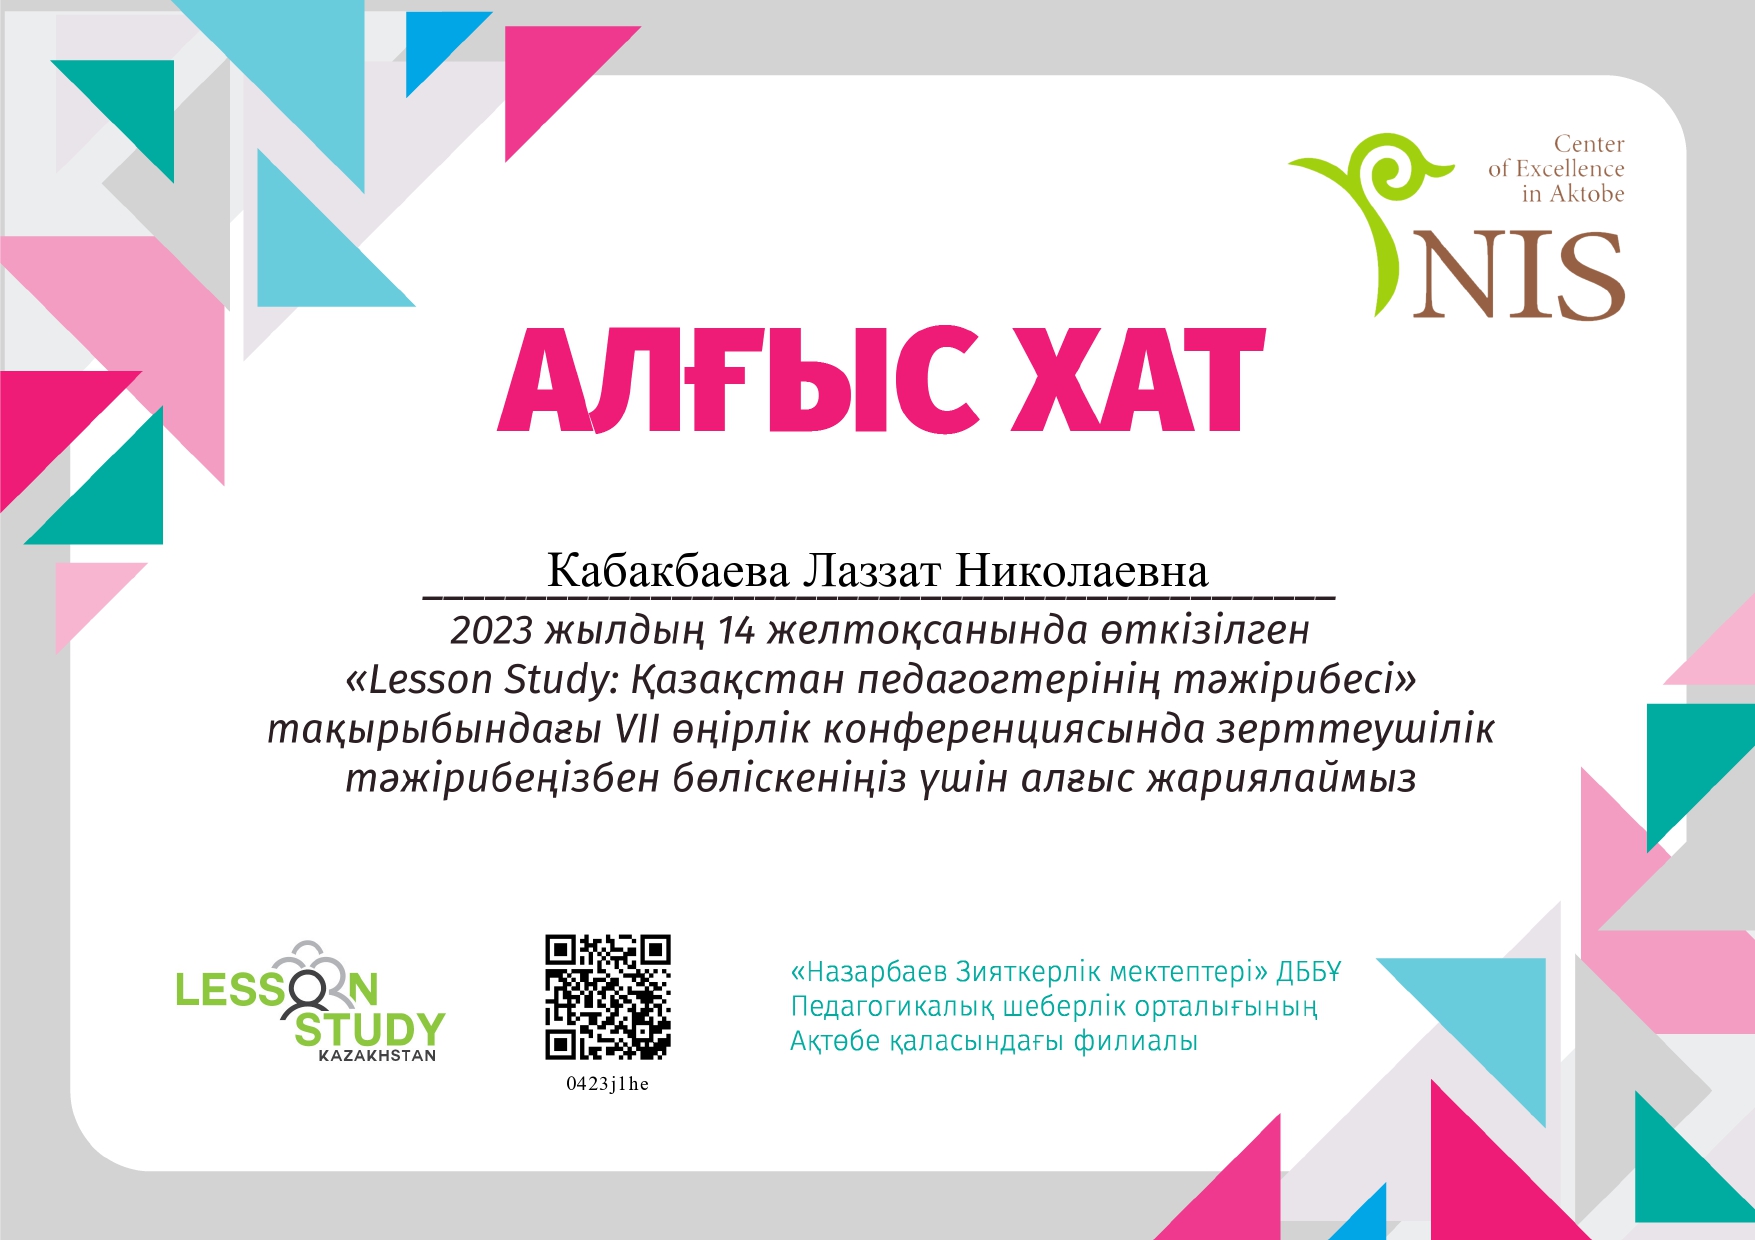 Center
of Excellence
in Aktobe
NIS
АЛҒЫС ХАТ
Кабакбаева Лаззат Николаевна
2023 жылдың 14 желтоқсанында өткізілген
«Lesson Study: Қазақстан педагогтерінің тәжірибесі»
тақырыбындағы VII өңірлік конференциясында зерттеушілік
тәжірибеңізбен бөліскеніңіз үшін алғыс жариялаймыз
LESSON
STUDY
KAZAKHSTAN
0423j1he
«Назарбаев Зияткерлік мектептері» ДББҰ
Педагогикалық шеберлік орталығының
Ақтөбе қаласындағы филиалы